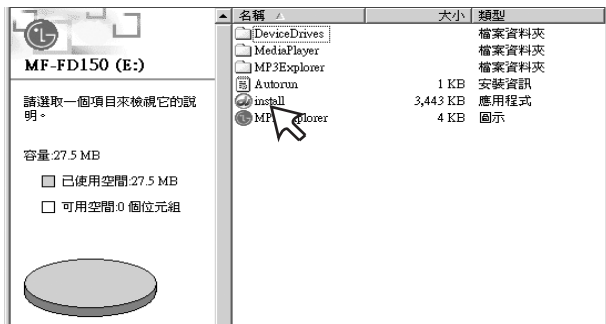 MF-FD150 (E:)
請選取一個項目來檢視它的說
明。
容量:27.5 MB
已使用空間:27.5 MB
可用空間:0 個位元組
名稱 大小 類型
DeviceDrives 檔案資料夾
MediaPlayer 檔案資料夾
MP3Explorer 檔案資料夾
Autorun 1 KB 安裝資訊
install 3,443 KB 應用程式
4 KB 圖示